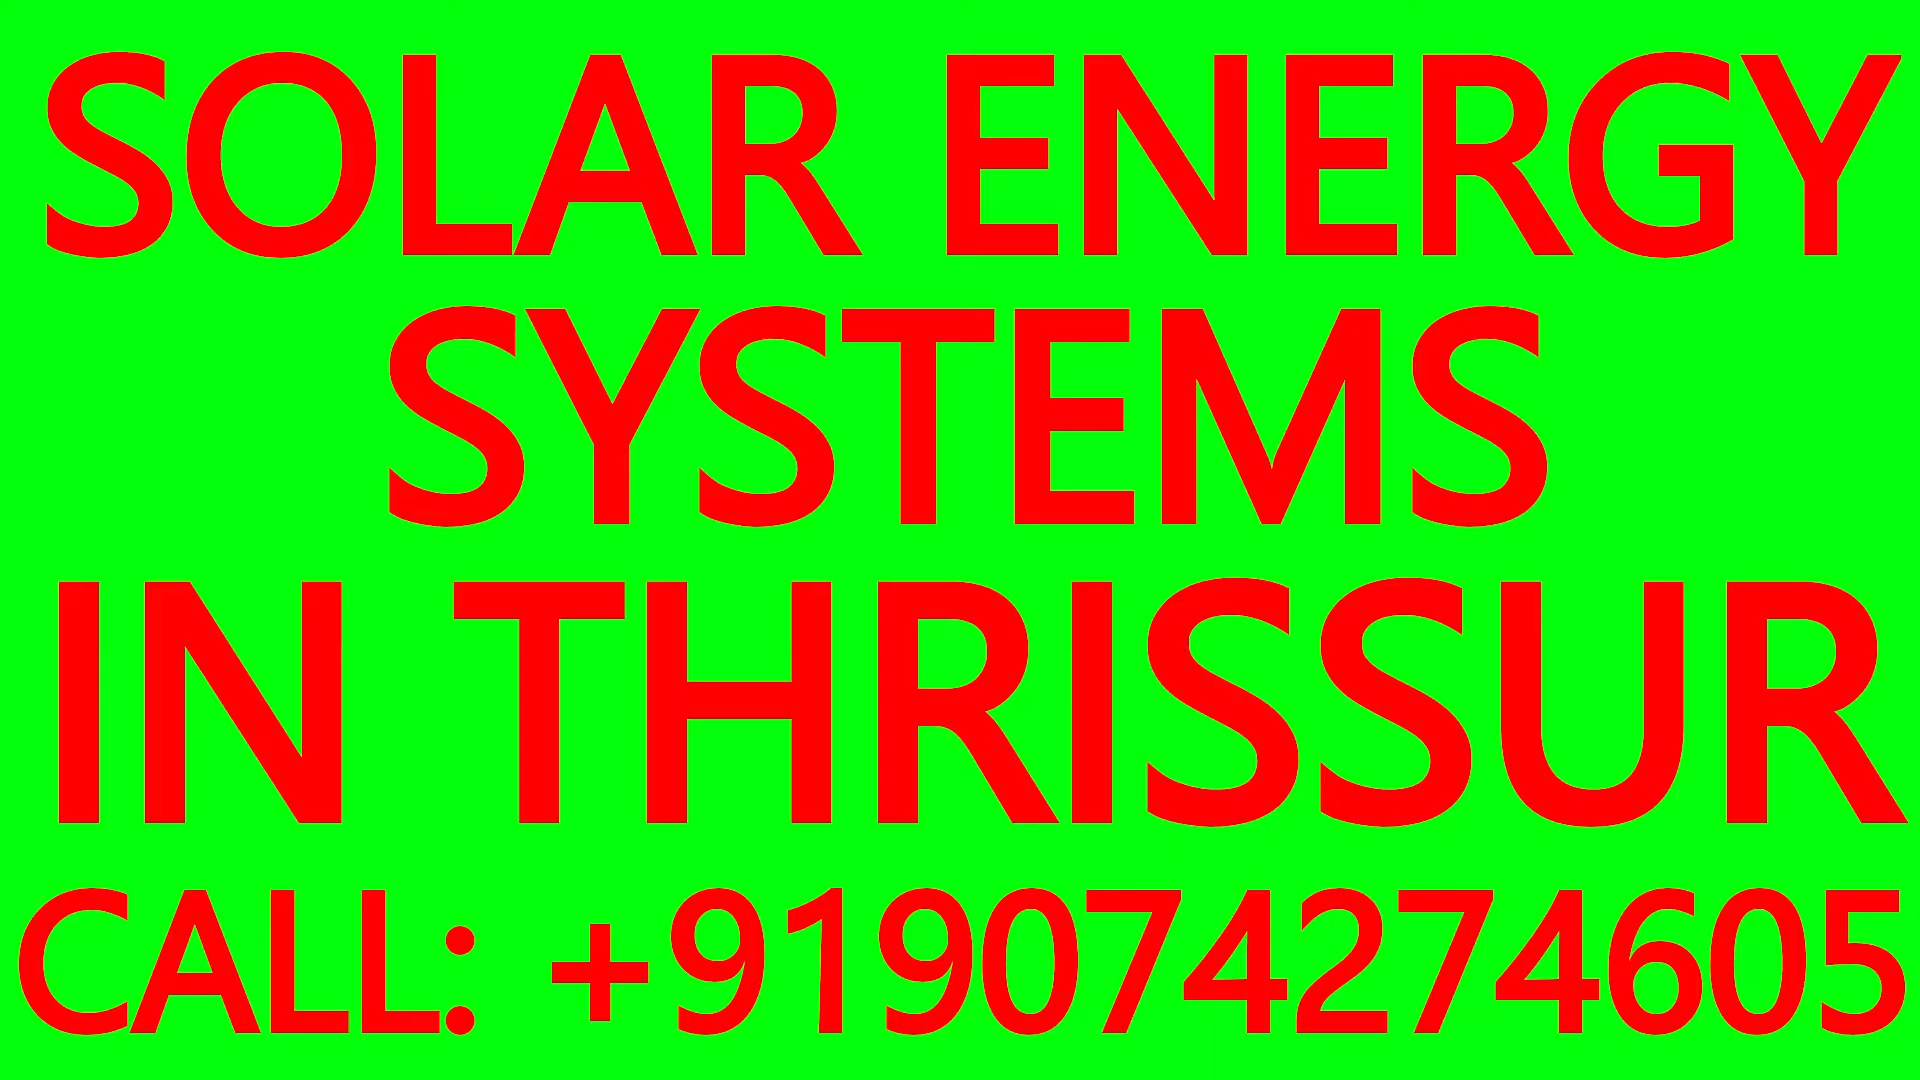 SOLAR ENERGY
SYSTEMS
IN THRISSUR
CALL: +919074274605